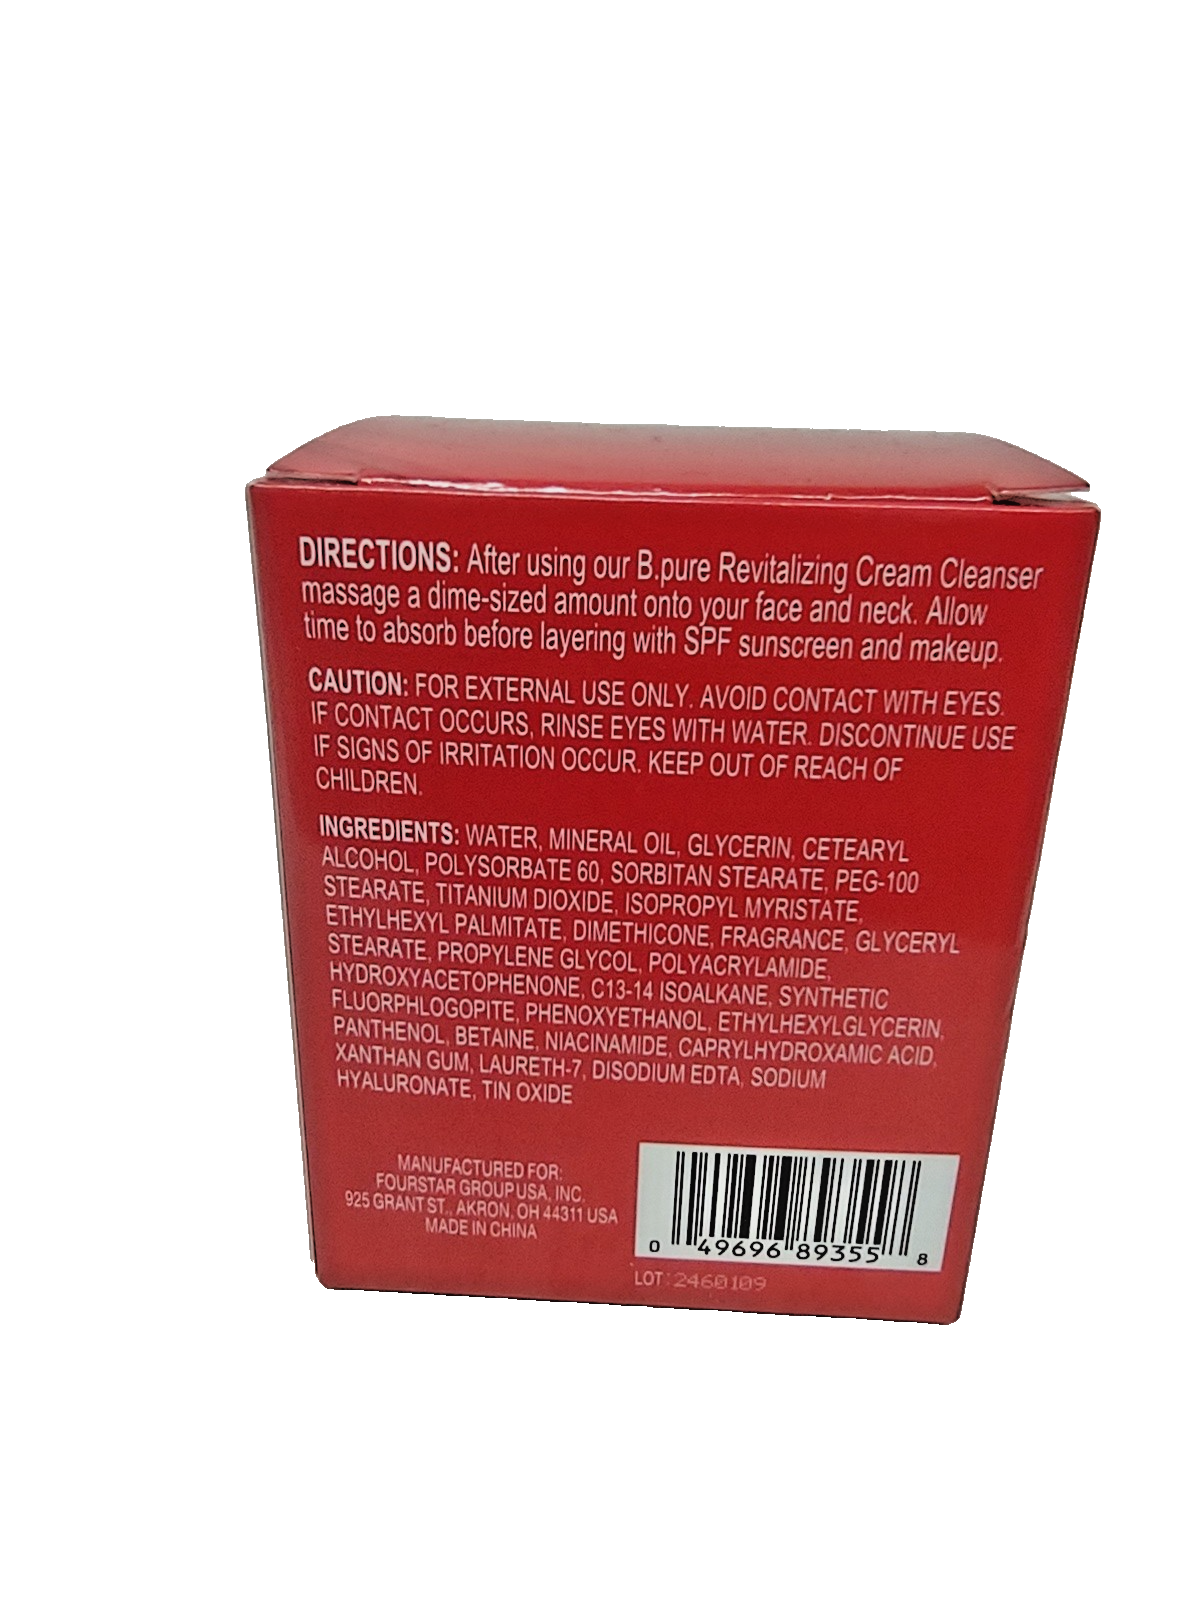 DIRECTIONS: After using our B.pure Revitalizing Cream Cleanser
massage a dime-sized amount onto your face and neck. Allow
time to absorb before layering with SPF sunscreen and makeup.
CAUTION: FOR EXTERNAL USE ONLY. AVOID CONTACT WITH EYES.
IF CONTACT OCCURS, RINSE EYES WITH WATER. DISCONTINUE USE
IF SIGNS OF IRRITATION OCCUR. KEEP OUT OF REACH OF
CHILDREN.
INGREDIENTS: WATER, MINERAL OIL, GLYCERIN, CETEARYL
ALCOHOL, POLYSORBATE 60, SORBITAN STEARATE, PEG-100
STEARATE, TITANIUM DIOXIDE, ISOPROPYL MYRISTATE,
ETHYLHEXYL PALMITATE, DIMETHICONE, FRAGRANCE, GLYCERYL
STEARATE, PROPYLENE GLYCOL, POLYACRYLAMIDE,
HYDROXYACETOPHENONE, C13-14 ISOALKANE, SYNTHETIC
FLUORPHLOGOPITE, PHENOXYETHANOL, ETHYLHEXYLGLYCERIN,
PANTHENOL, BETAINE, NIACINAMIDE, CAPRYLHYDROXAMIC ACID,
XANTHAN GUM, LAURETH-7, DISODIUM EDTA, SODIUM
HYALURONATE, TIN OXIDE
MANUFACTURED FOR:
FOURSTAR GROUP USA, INC.
925 GRANT ST., AKRON, OH 44311 USA
MADE IN CHINA
0 49696 89355 8
LOT: 2460109